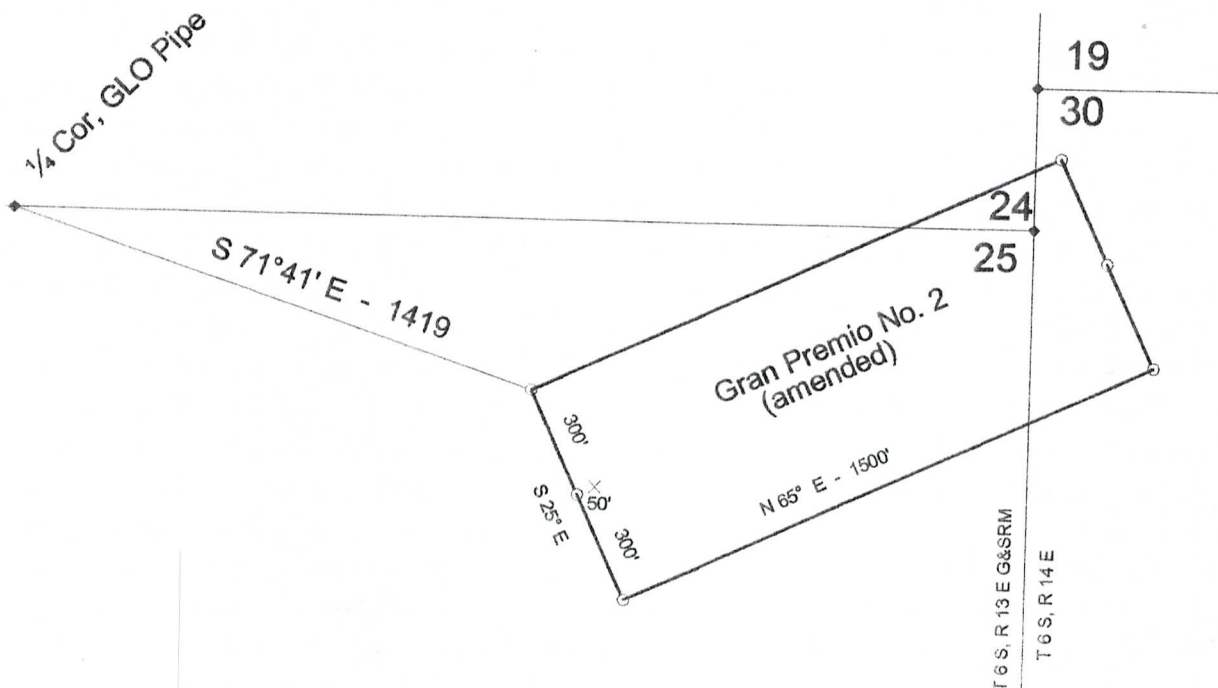 ¼ Cor, GLO Pipe
19
30
24
25
S 71°41' E - 1419
Gran Premio No. 2
(amended)
300'
50'
S 25° E
300'
N 65° E - 1500'
T 6 S, R 13 E G&SRM
T 6 S, R 14 E